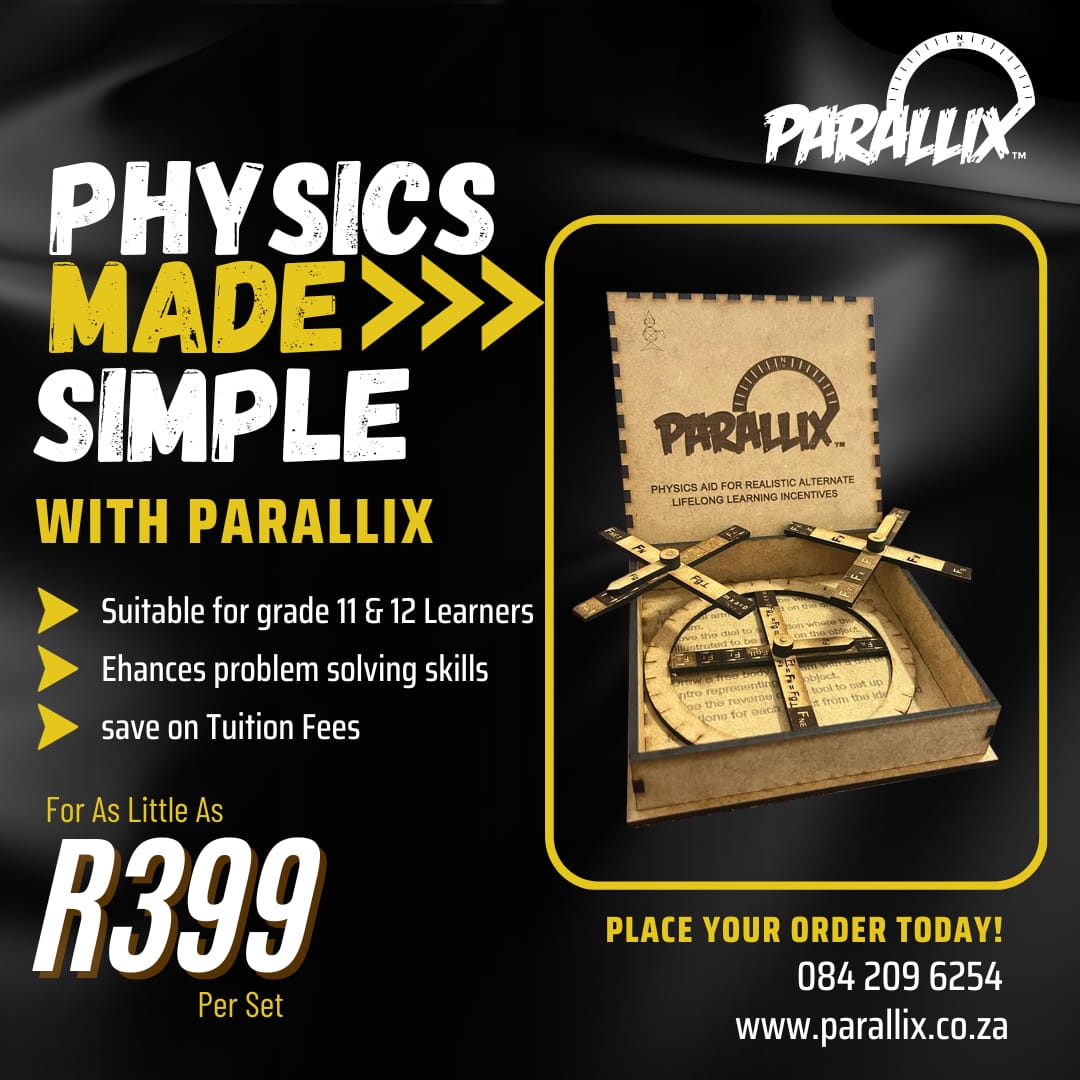 PARALLIX™
PHYSICS
MADE
SIMPLE
WITH PARALLIX
Suitable for grade 11 & 12 Learners
Ehances problem solving skills
save on Tuition Fees
For As Little As
R399
Per Set
PARALLIX™
PHYSICS AID FOR REALISTIC ALTERNATE
LIFELONG LEARNING INCENTIVES
PLACE YOUR ORDER TODAY!
084 209 6254
www.parallix.co.za